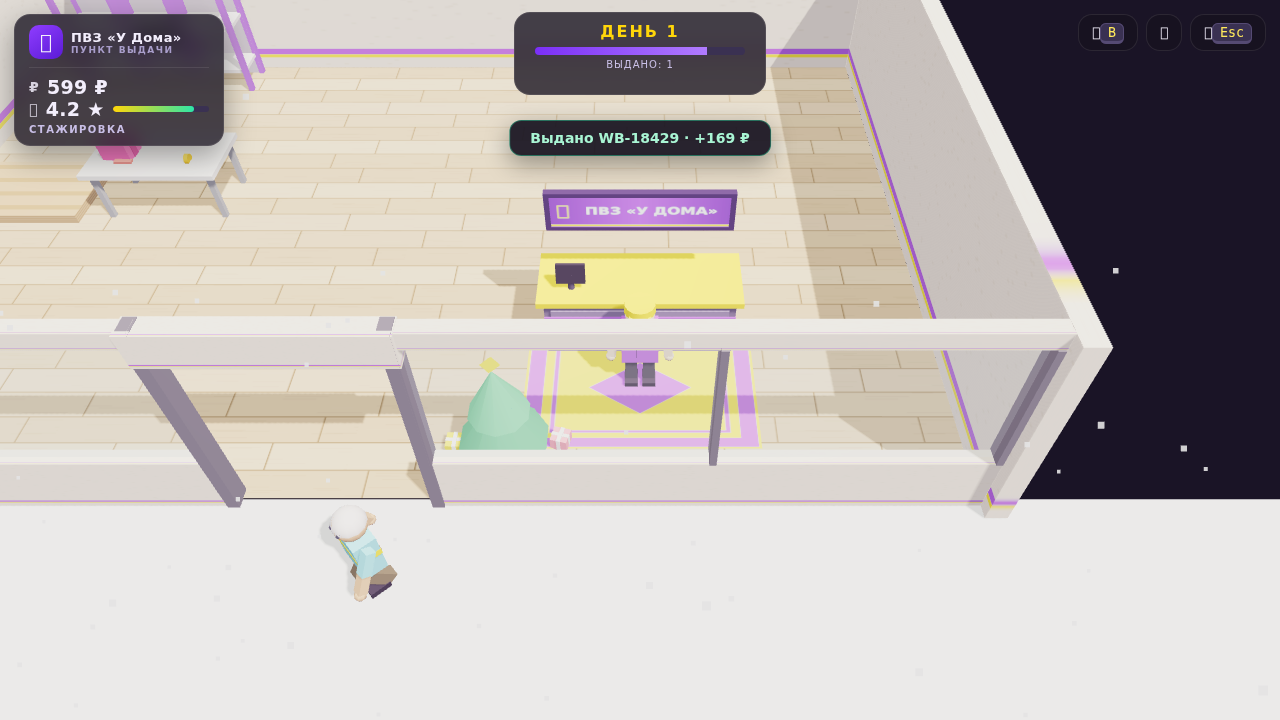 ПВЗ «У Дома»
ПУНКТ ВЫДАЧИ
₽ 599 ₽
4.2 ★
СТАЖИРОВКА
ДЕНЬ 1
ВЫДАНО: 1
B
Esc
Выдано WB-18429 · +169 ₽
ПВЗ «У ДОМА»